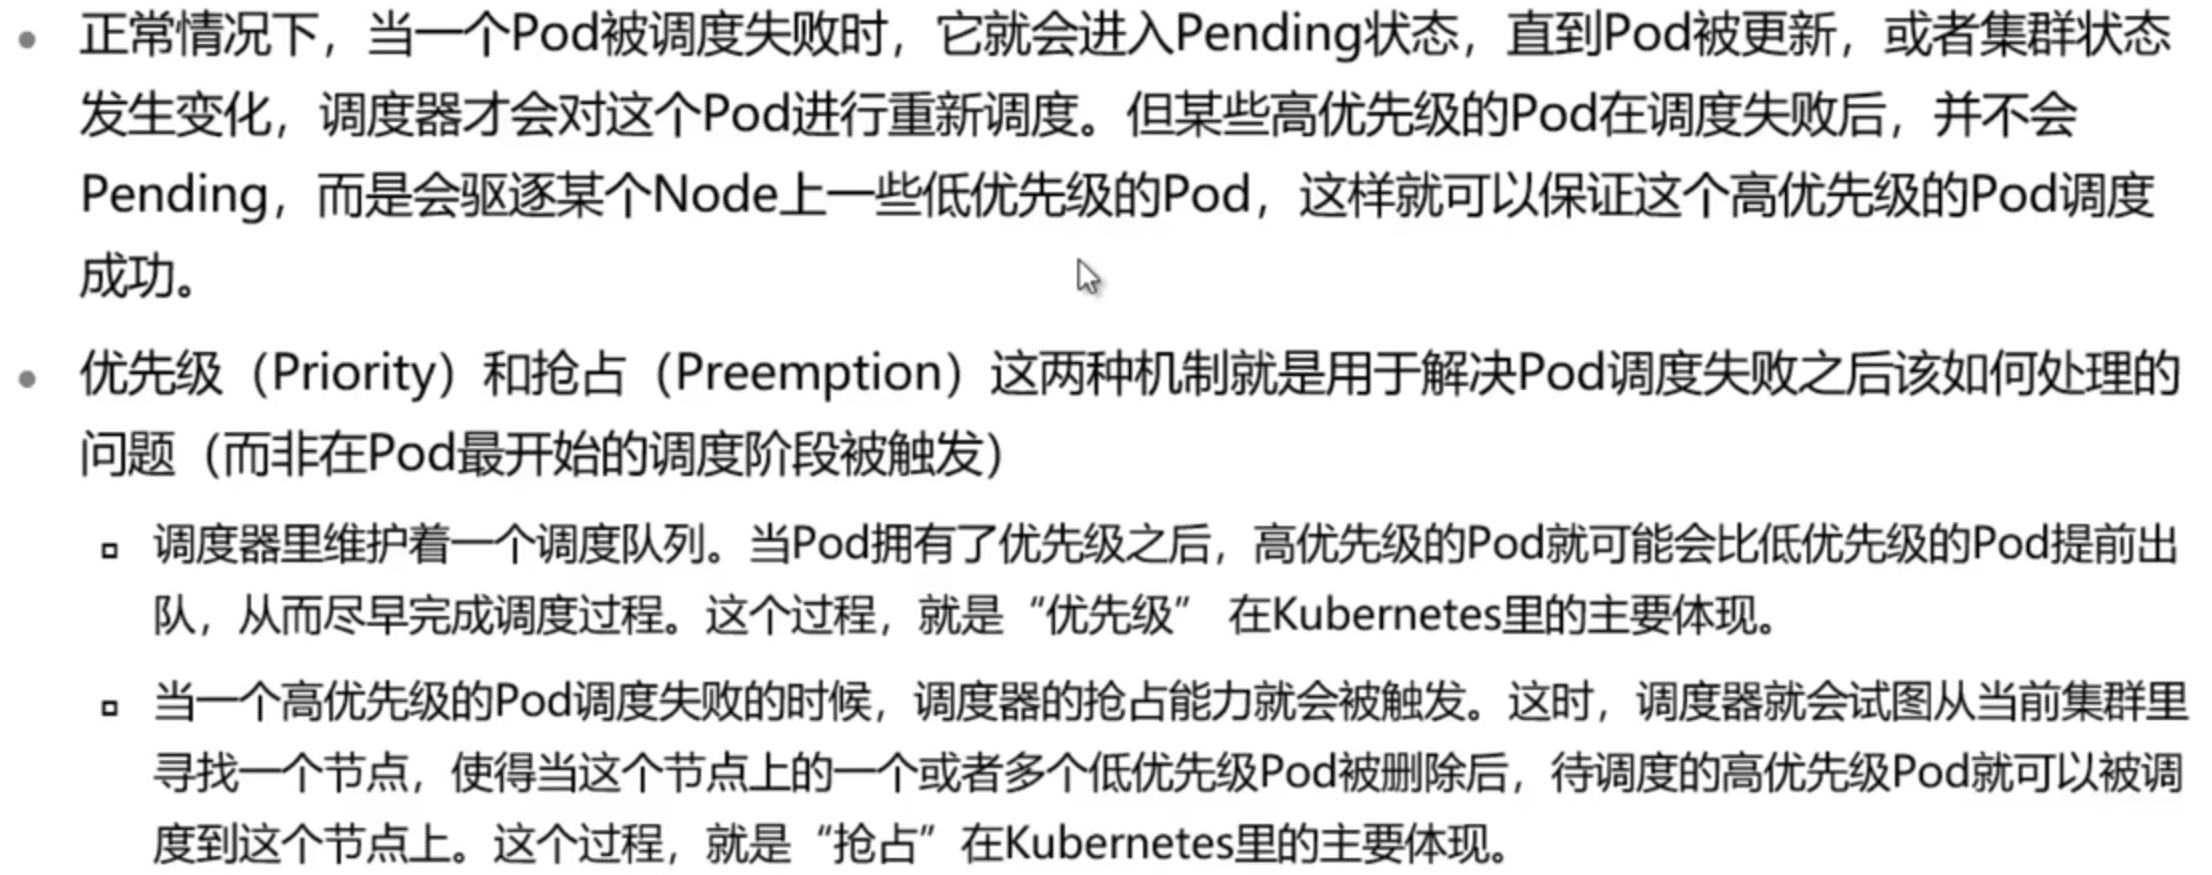 正常情况下，当一个Pod被调度失败时，它就会进入Pending状态，直到Pod被更新，或者集群状态
发生变化，调度器才会对这个Pod进行重新调度。但某些高优先级的Pod在调度失败后，并不会
Pending，而是会驱逐某个Node上一些低优先级的Pod，这样就可以保证这个高优先级的Pod调度
成功。
优先级（Priority）和抢占（Preemption）这两种机制就是用于解决Pod调度失败之后该如何处理的
问题（而非在Pod最开始的调度阶段被触发）
调度器里维护着一个调度队列。当Pod拥有了优先级之后，高优先级的Pod就可能会比低优先级的Pod提前出
队，从而尽早完成调度过程。这个过程，就是“优先级” 在Kubernetes里的主要体现。
当一个高优先级的Pod调度失败的时候，调度器的抢占能力就会被触发。这时，调度器就会试图从当前集群里
寻找一个节点，使得当这个节点上的一个或者多个低优先级Pod被删除后，待调度的高优先级Pod就可以被调
度到这个节点上。这个过程，就是“抢占” 在Kubernetes里的主要体现。